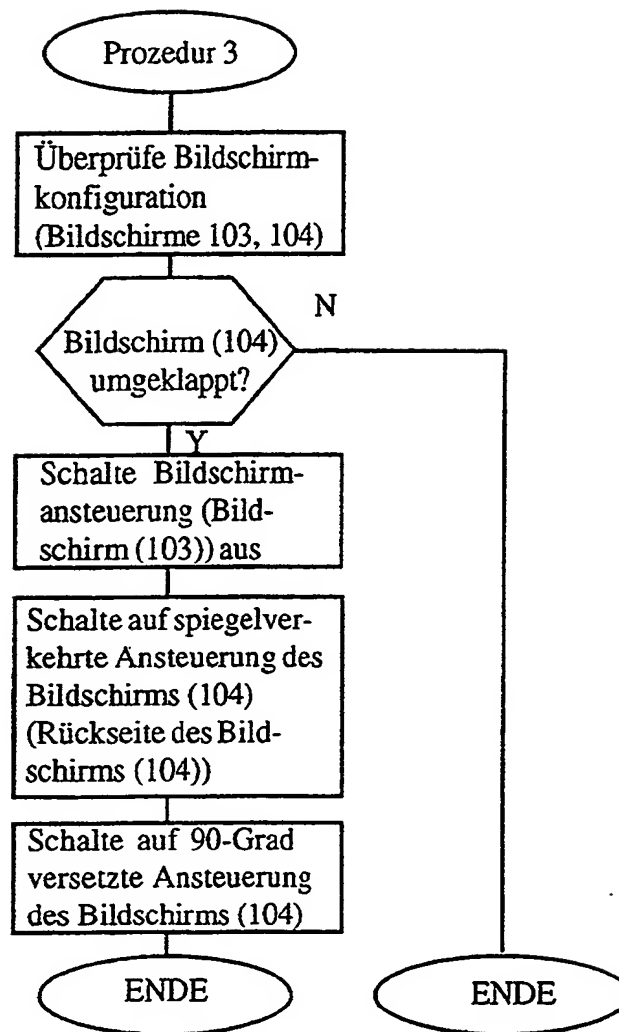 Prozedur 3
Überprüfe Bildschirm-
konfiguration
(Bildschirme 103, 104)
N
Bildschirm (104)
umgeklappt?
Y
Schalte Bildschirm-
ansteuerung (Bild-
schirm (103)) aus
Schalte auf spiegelver-
kehrte Ansteuerung des
Bildschirms (104)
(Rückseite des Bild-
schirms (104))
Schalte auf 90-Grad
versetzte Ansteuerung
des Bildschirms (104)
ENDE
ENDE